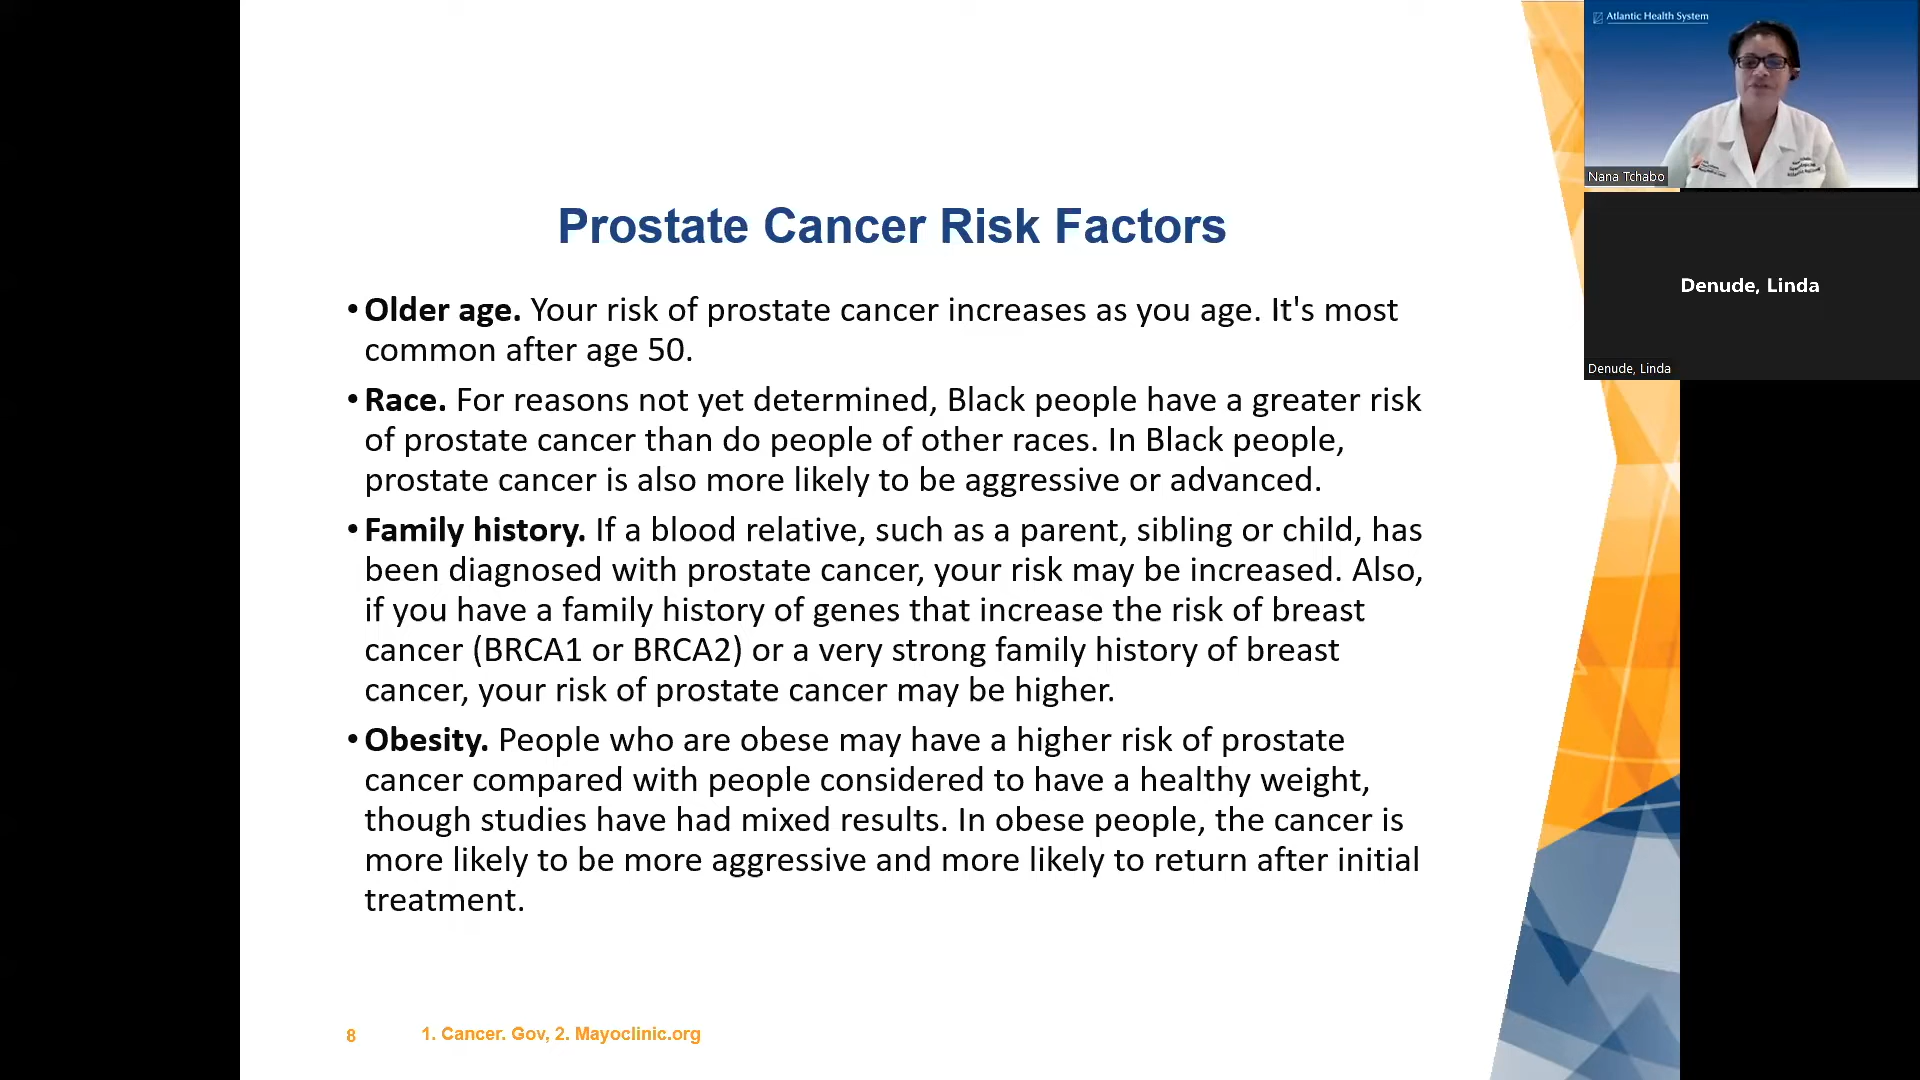 Prostate Cancer Risk Factors
• Older age. Your risk of prostate cancer increases as you age. It's most
common after age 50.
• Race. For reasons not yet determined, Black people have a greater risk
of prostate cancer than do people of other races. In Black people,
prostate cancer is also more likely to be aggressive or advanced.
• Family history. If a blood relative, such as a parent, sibling or child, has
been diagnosed with prostate cancer, your risk may be increased. Also,
if you have a family history of genes that increase the risk of breast
cancer (BRCA1 or BRCA2) or a very strong family history of breast
cancer, your risk of prostate cancer may be higher.
• Obesity. People who are obese may have a higher risk of prostate
cancer compared with people considered to have a healthy weight,
though studies have had mixed results. In obese people, the cancer is
more likely to be more aggressive and more likely to return after initial
treatment.
8
1. Cancer. Gov, 2. Mayoclinic.org
Atlantic Health System
Nana Tchabo
Denude, Linda
Denude, Linda